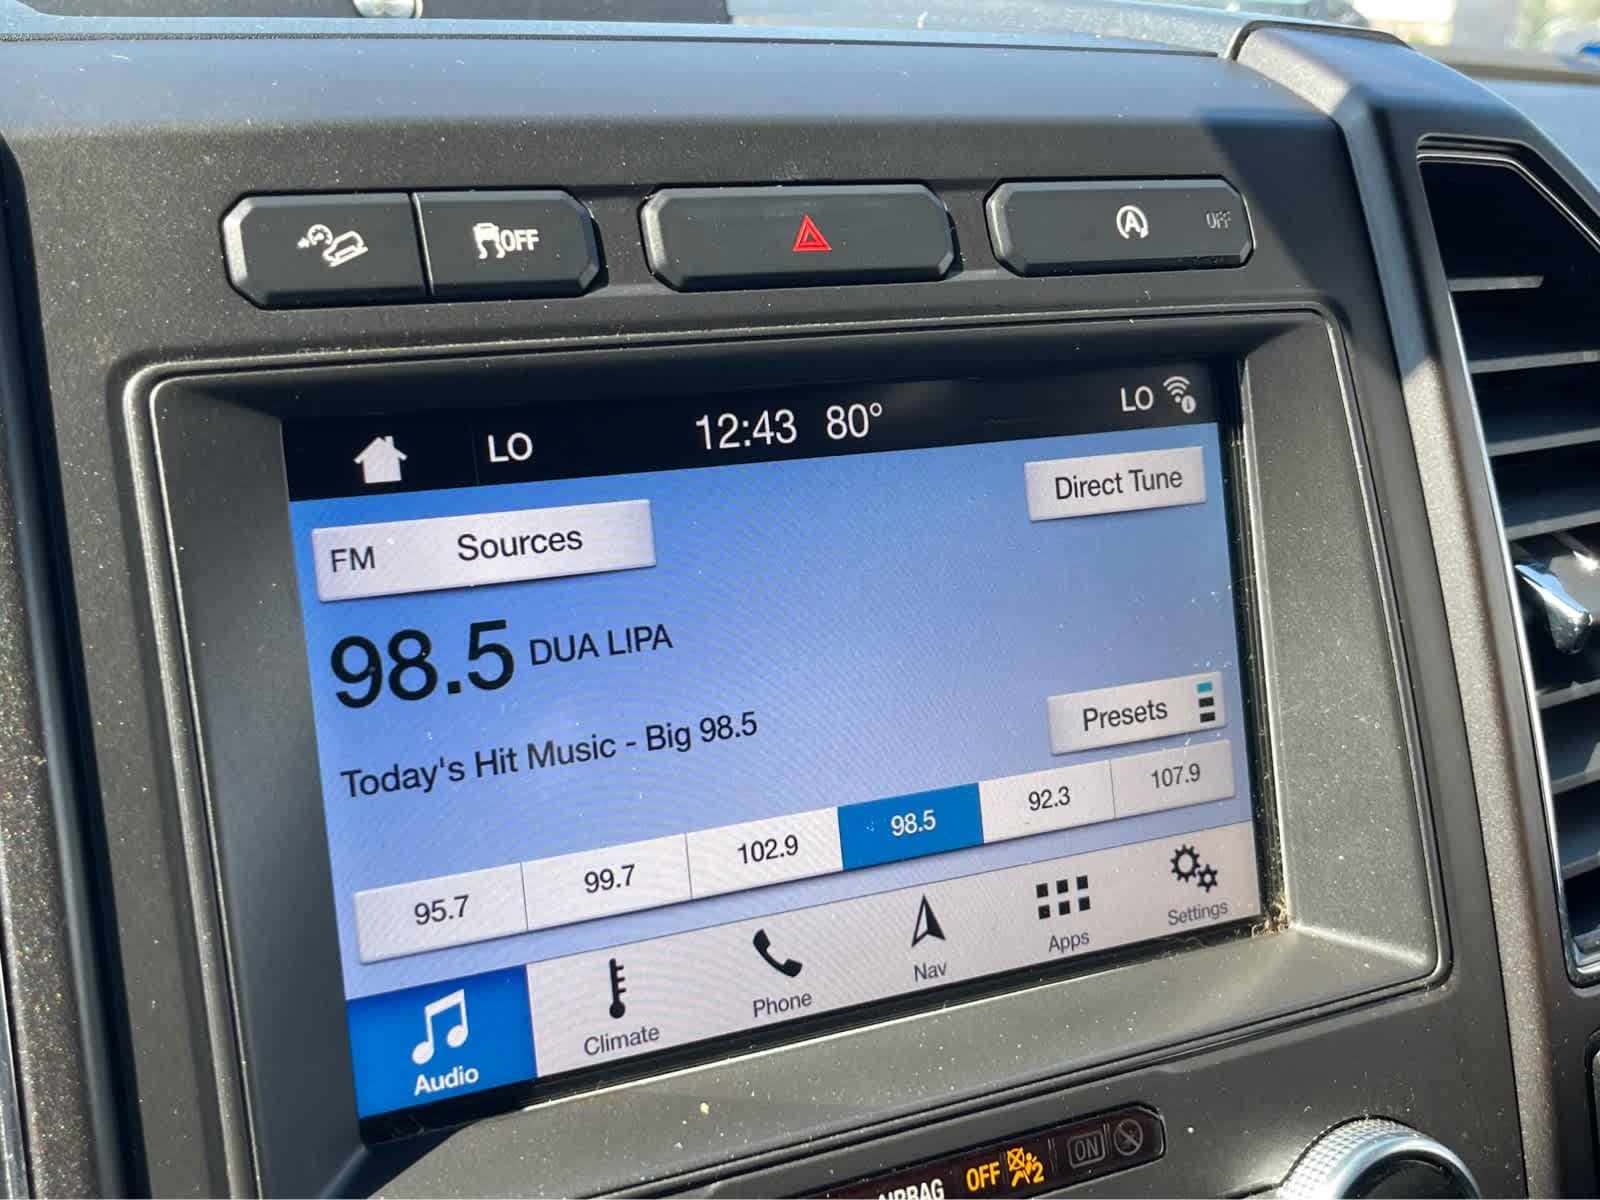 OFF
A
OFF
LO 12:43 80° LO
Direct Tune
FM Sources
98.5 DUA LIPA
Presets
Today's Hit Music - Big 98.5
95.7 99.7 102.9 98.5 92.3 107.9
Audio Climate Phone Nav Apps Settings
OFF 2 ON